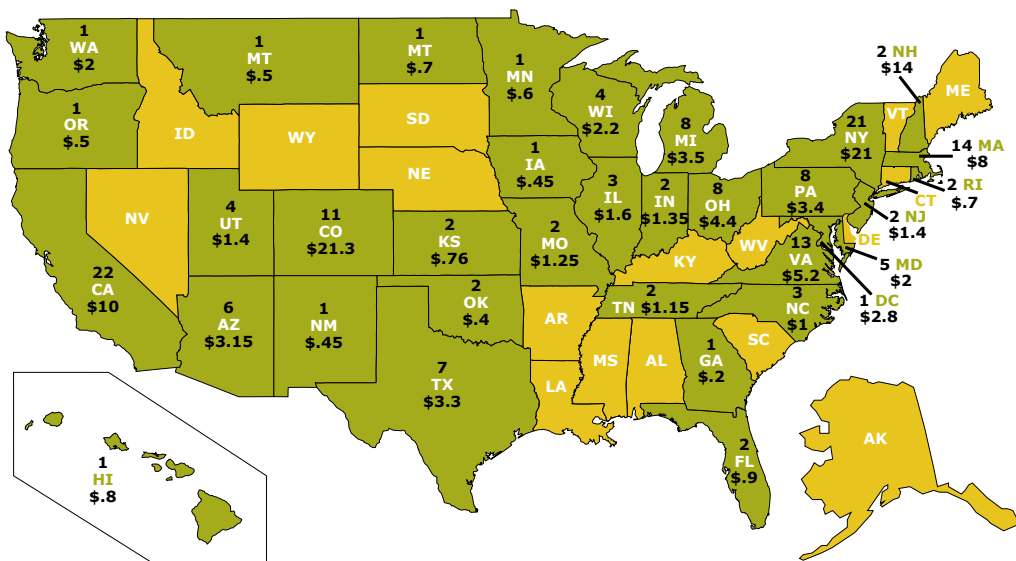 1
WA
$2
1
MT
$.5
1
MT
$.7
1
MN
$.6
4
WI
$2.2
8
MI
$3.5
2 NH
$14
ME
VT
21
NY
$21
14 MA
$8
1
OR
$.5
ID
WY
SD
NE
1
IA
$.45
3
IL
$1.6
2
IN
$1.35
8
OH
$4.4
8
PA
$3.4
2 RI
$.7
CT
2 NJ
$1.4
NV
4
UT
$1.4
11
CO
$21.3
2
KS
$.76
2
MO
$1.25
KY
WV
13
VA
$5.2
DE
5 MD
$2
1 DC
$2.8
22
CA
$10
6
AZ
$3.15
1
NM
$.45
2
OK
$.4
AR
2
TN $1.15
3
NC
$1
SC
7
TX
$3.3
LA
MS
AL
1
GA
$.2
2
FL
$.9
1
HI
$.8
AK